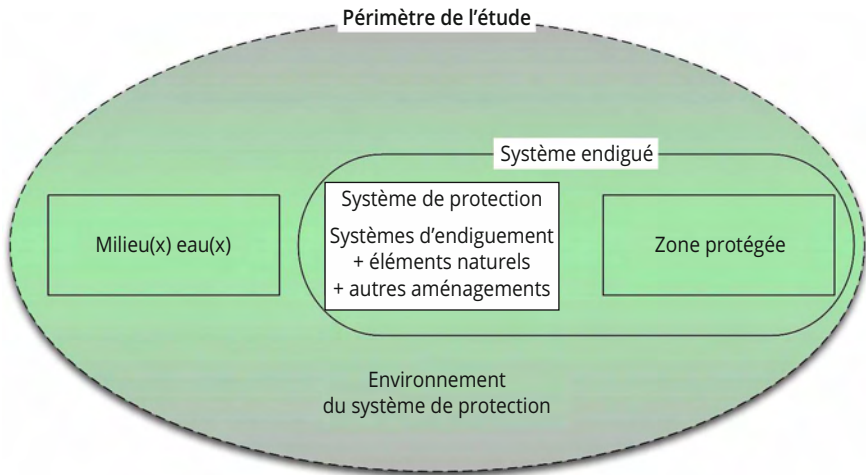 Périmètre de l’étude
Système endigué
Milieu(x) eau(x)
Système de protection
Systèmes d’endiguement
+ éléments naturels
+ autres aménagements
Zone protégée
Environnement
du système de protection